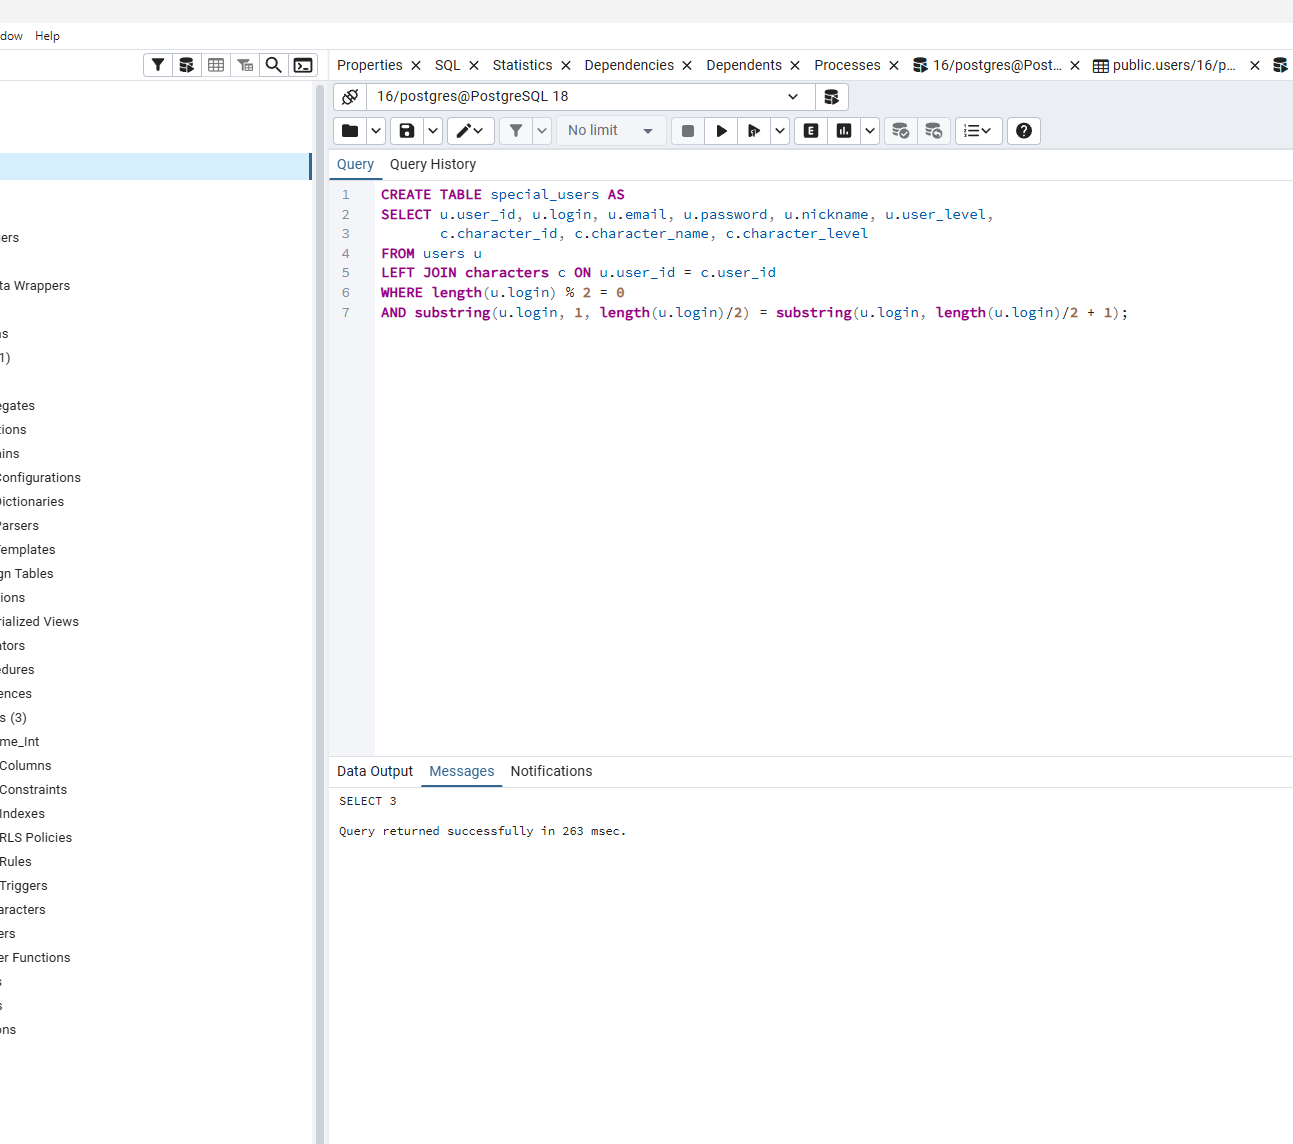 Help
Properties SQL Statistics Dependencies Dependents Processes 16/postgres@Post... public.users/16/p...
16/postgres@PostgreSQL 18
No limit
E
Query Query History
1 CREATE TABLE special_users AS
2 SELECT u.user_id, u.login, u.email, u.password, u.nickname, u.user_level,
3 c.character_id, c.character_name, c.character_level
4 FROM users u
5 LEFT JOIN characters c ON u.user_id = c.user_id
6 WHERE length(u.login) % 2 = 0
7 AND substring(u.login, 1, length(u.login)/2) = substring(u.login, length(u.login)/2 + 1);
dow
ers
ta Wrappers
s
1)
egates
tions
ains
Configurations
Dictionaries
Parsers
Templates
gn Tables
ions
rialized Views
ators
edures
ences
s (3)
me_Int
Columns
Constraints
Indexes
RLS Policies
Rules
Triggers
aracters
ers
er Functions
s
s
ons
Data Output Messages Notifications
SELECT 3
Query returned successfully in 263 msec.